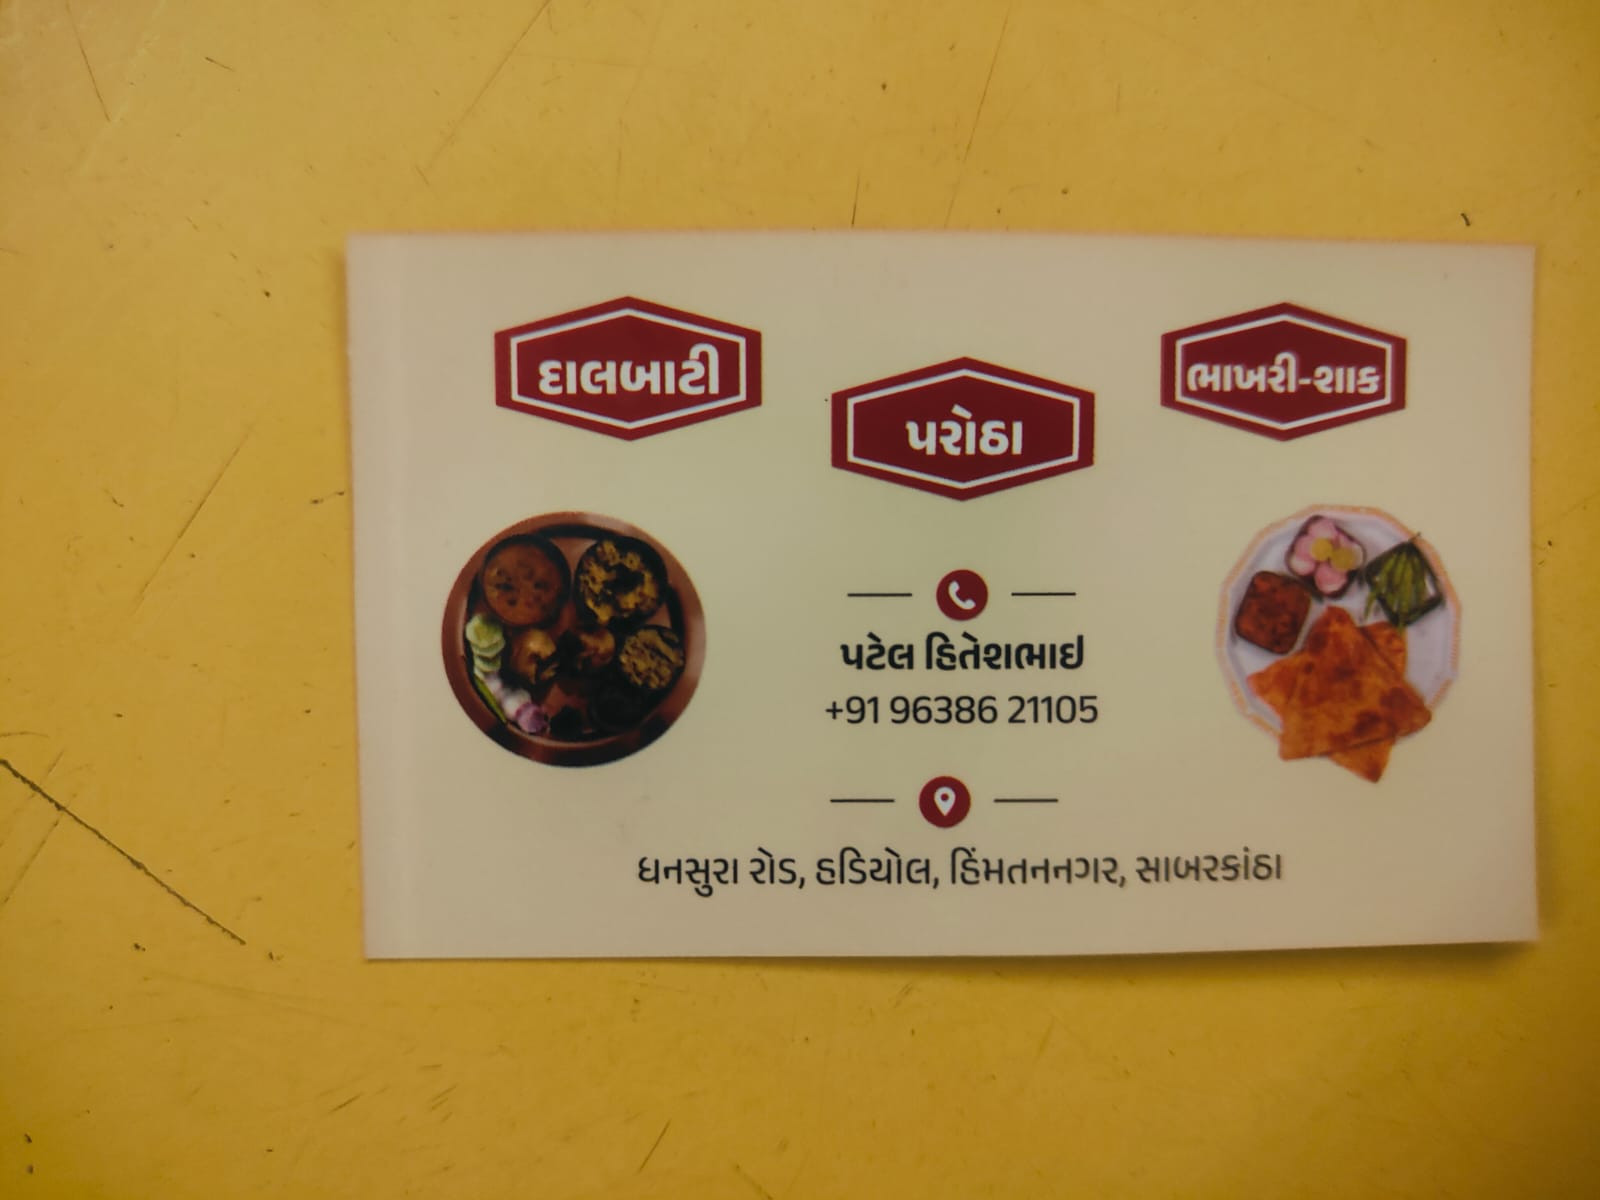 દાલબાટી
પરોઠા
ભાખરી-શાક
પટેલ હિતેશભાઇ
+91 96386 21105
ધનસુરા રોડ, હડિયોલ, હિંમતનનગર, સાબરકાંઠા